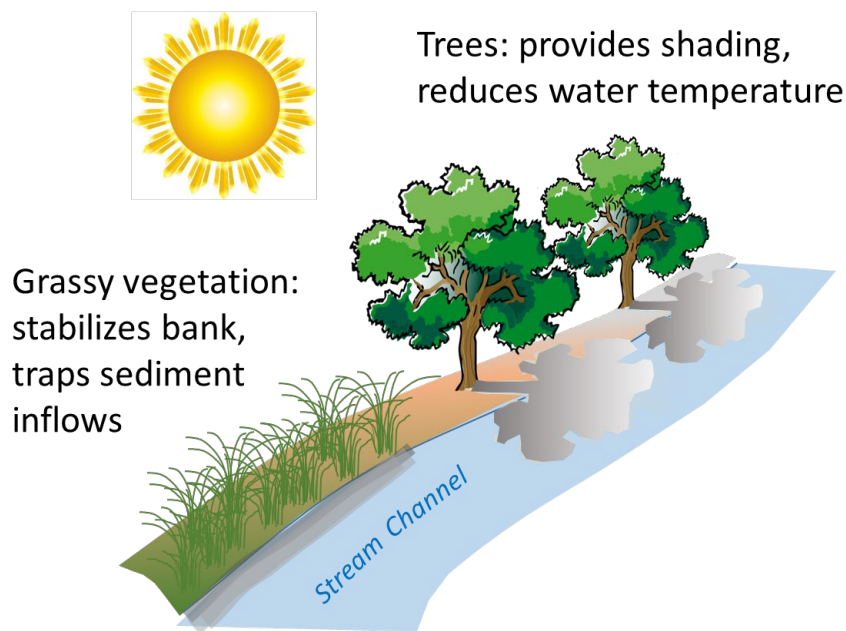 Trees: provides shading,
reduces water temperature
Grassy vegetation:
stabilizes bank,
traps sediment
inflows
Stream Channel